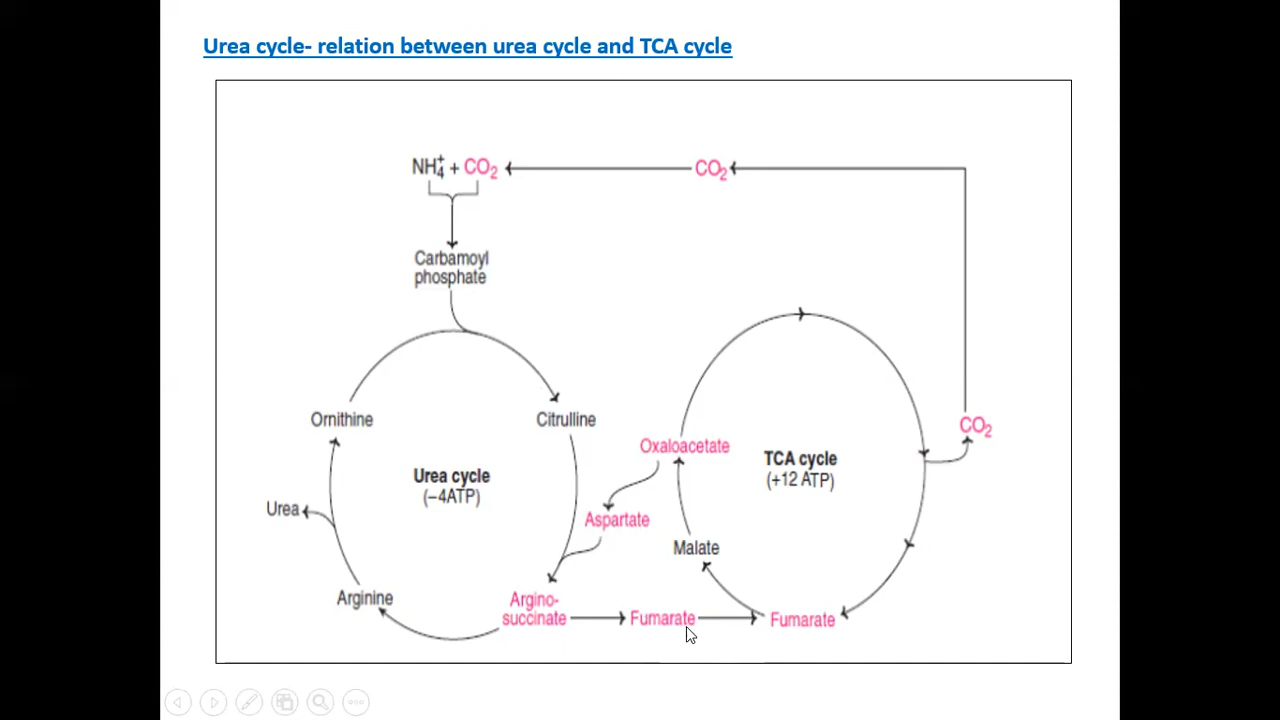 Urea cycle- relation between urea cycle and TCA cycle
NH₄⁺ + CO₂
CO₂
Carbamoyl
phosphate
Ornithine
Citrulline
CO₂
Oxaloacetate
TCA cycle
(+12 ATP)
Urea cycle
(−4ATP)
Urea
Aspartate
Malate
Arginine
Argino-
succinate
Fumarate
Fumarate